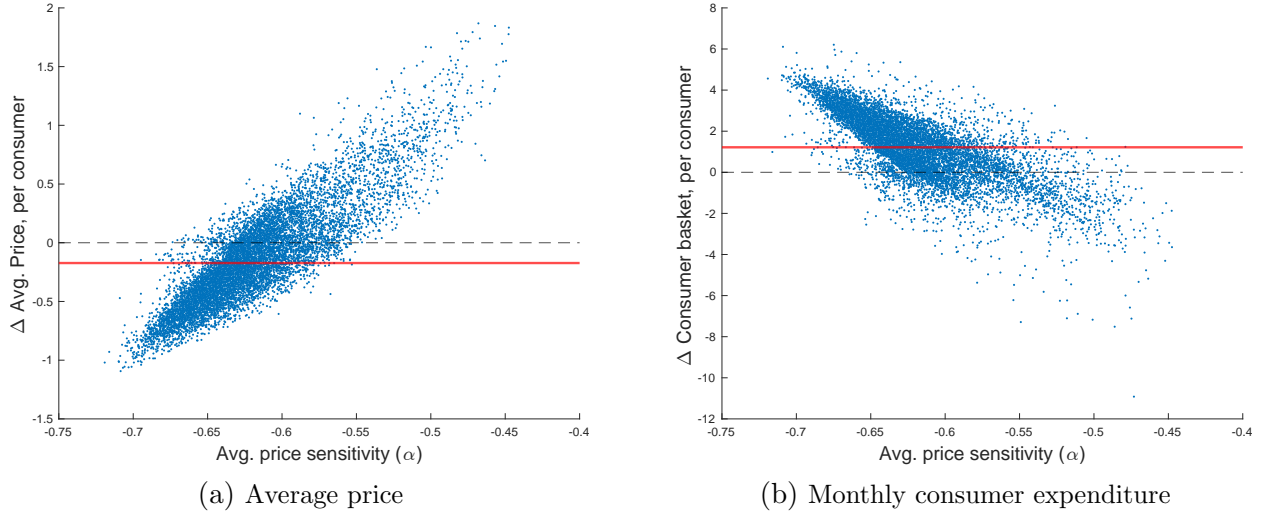 2
1.5
1
0.5
0
-0.5
-1
-1.5
Δ Avg. Price, per consumer
-0.75 -0.7 -0.65 -0.6 -0.55 -0.5 -0.45 -0.4
Avg. price sensitivity (α)
(a) Average price
8
6
4
2
0
-2
-4
-6
-8
-10
-12
Δ Consumer basket, per consumer
-0.75 -0.7 -0.65 -0.6 -0.55 -0.5 -0.45 -0.4
Avg. price sensitivity (α)
(b) Monthly consumer expenditure